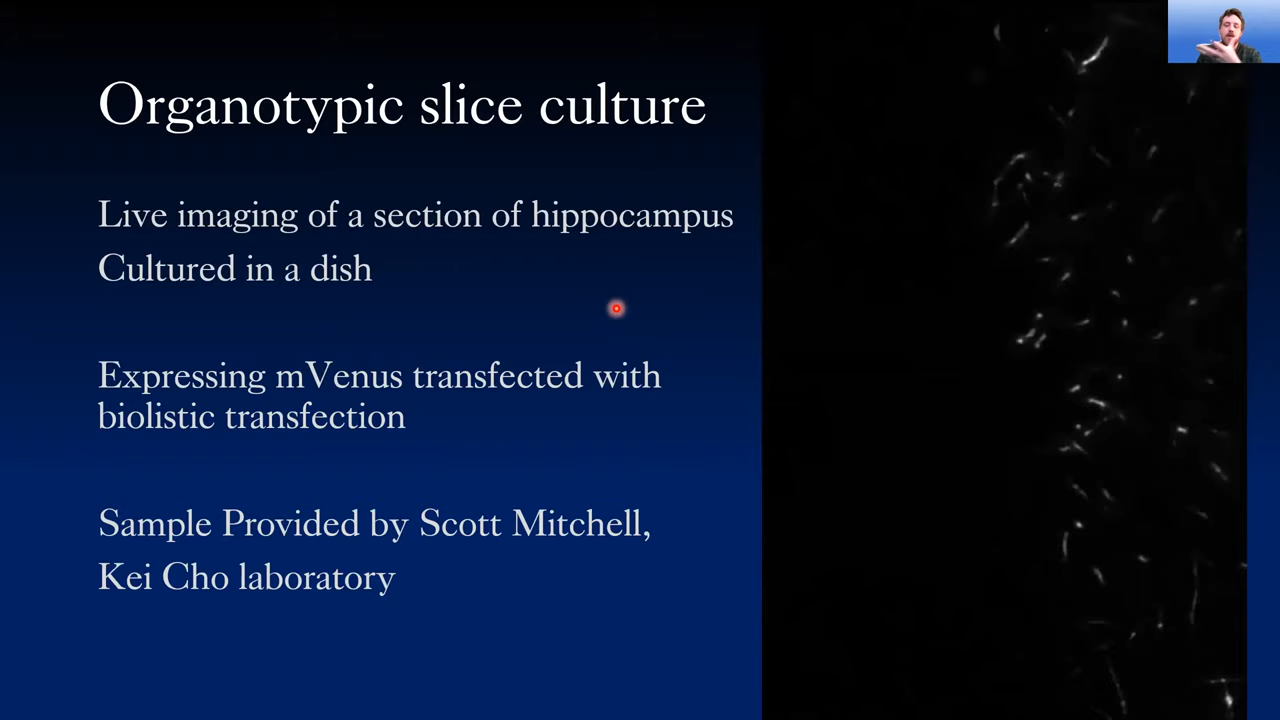 Organotypic slice culture
Live imaging of a section of hippocampus
Cultured in a dish
Expressing mVenus transfected with
biolistic transfection
Sample Provided by Scott Mitchell,
Kei Cho laboratory